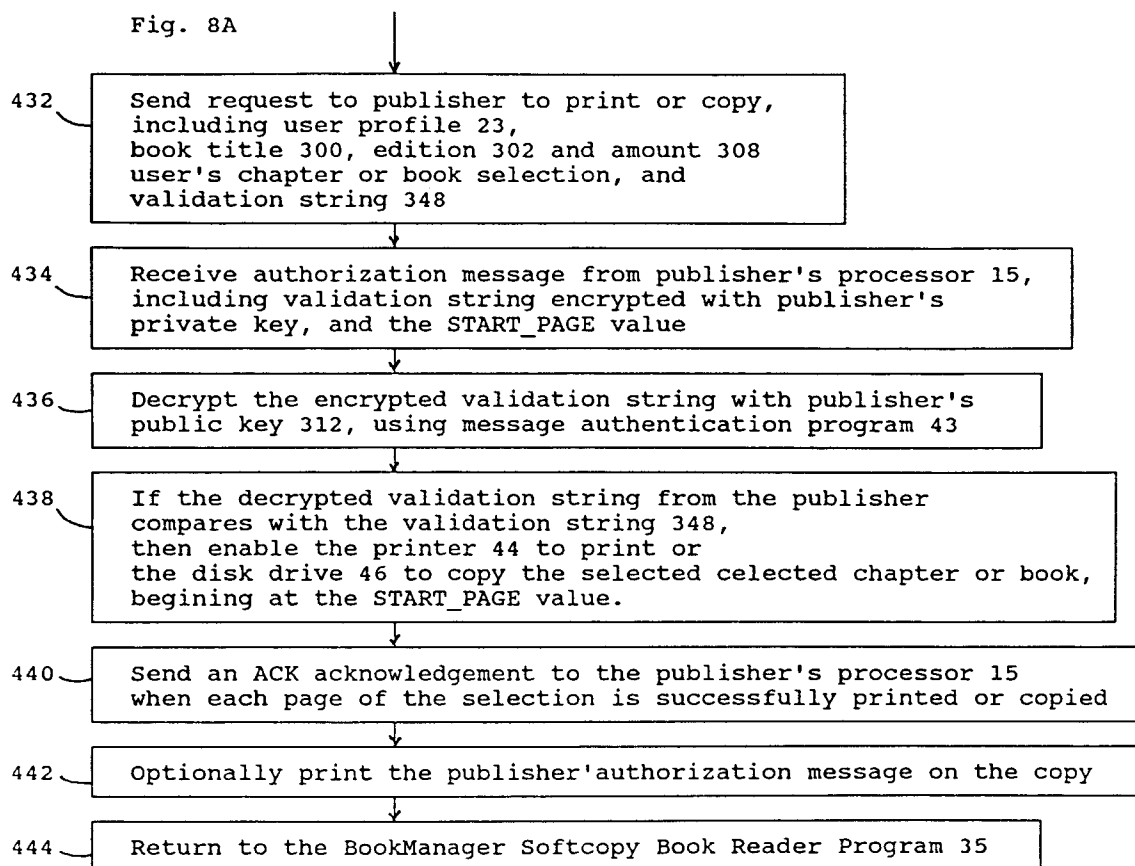 Fig. 8A
432
Send request to publisher to print or copy,
including user profile 23,
book title 300, edition 302 and amount 308
user's chapter or book selection, and
validation string 348
434
Receive authorization message from publisher's processor 15,
including validation string encrypted with publisher's
private key, and the START_PAGE value
436
Decrypt the encrypted validation string with publisher's
public key 312, using message authentication program 43
438
If the decrypted validation string from the publisher
compares with the validation string 348,
then enable the printer 44 to print or
the disk drive 46 to copy the selected celected chapter or book,
begining at the START_PAGE value.
440
Send an ACK acknowledgement to the publisher's processor 15
when each page of the selection is successfully printed or copied
442
Optionally print the publisher'authorization message on the copy
444
Return to the BookManager Softcopy Book Reader Program 35